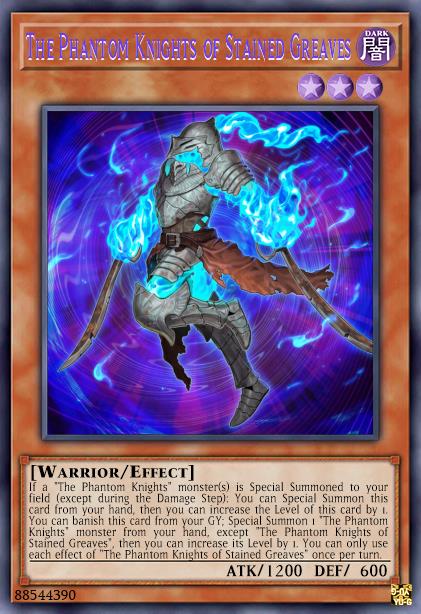 The Phantom Knights of Stained Greaves
DARK
闇
[Warrior/Effect]
If a "The Phantom Knights" monster(s) is Special Summoned to your
field (except during the Damage Step): You can Special Summon this
card from your hand, then you can increase the Level of this card by 1.
You can banish this card from your GY; Special Summon 1 "The Phantom
Knights" monster from your hand, except "The Phantom Knights of
Stained Greaves", then you can increase its Level by 1. You can only use
each effect of "The Phantom Knights of Stained Greaves" once per turn.
ATK/1200 DEF/ 600
88544390